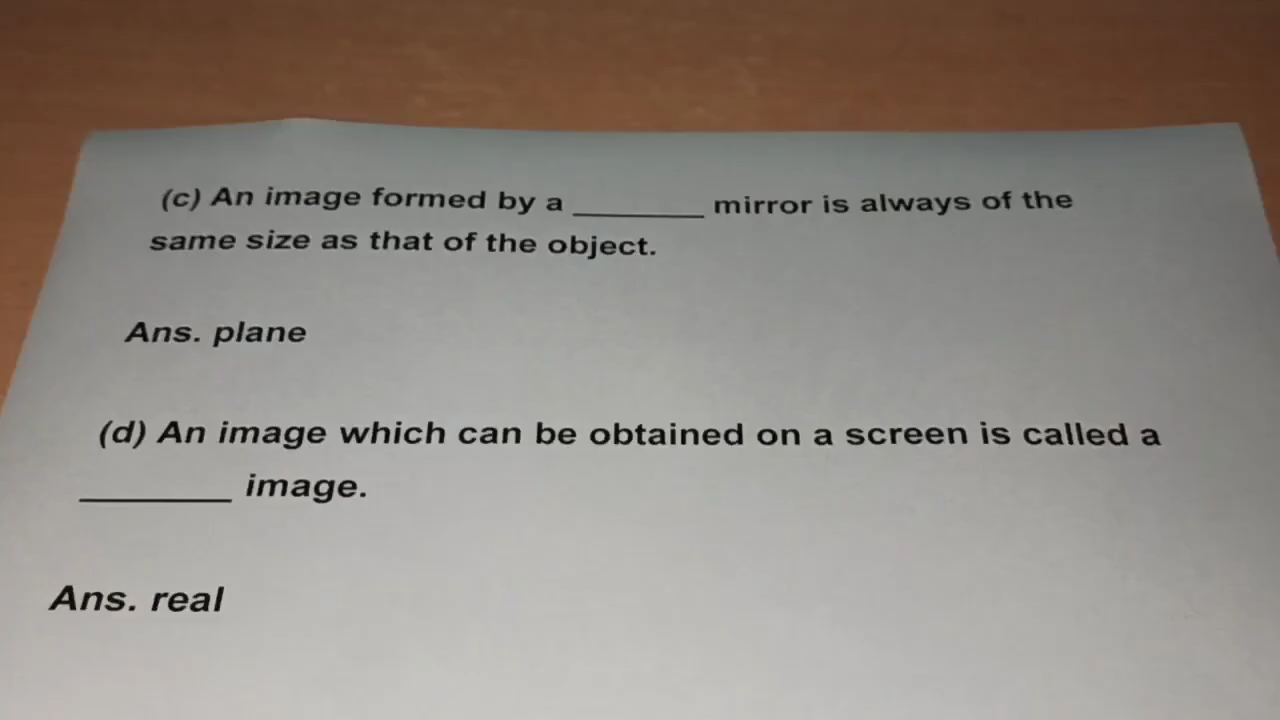 (c) An image formed by a ________ mirror is always of the
same size as that of the object.
Ans. plane
(d) An image which can be obtained on a screen is called a
________ image.
Ans. real